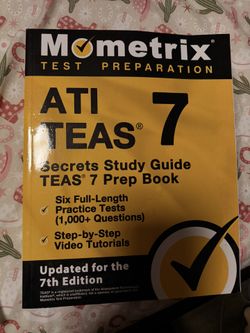 Mometrix
TEST PREPARATION
ATI
TEAS® 7
Secrets Study Guide
TEAS® 7 Prep Book
✓ Six Full-Length
Practice Tests
(1,000+ Questions)
✓ Step-by-Step
Video Tutorials
Updated for the
7th Edition